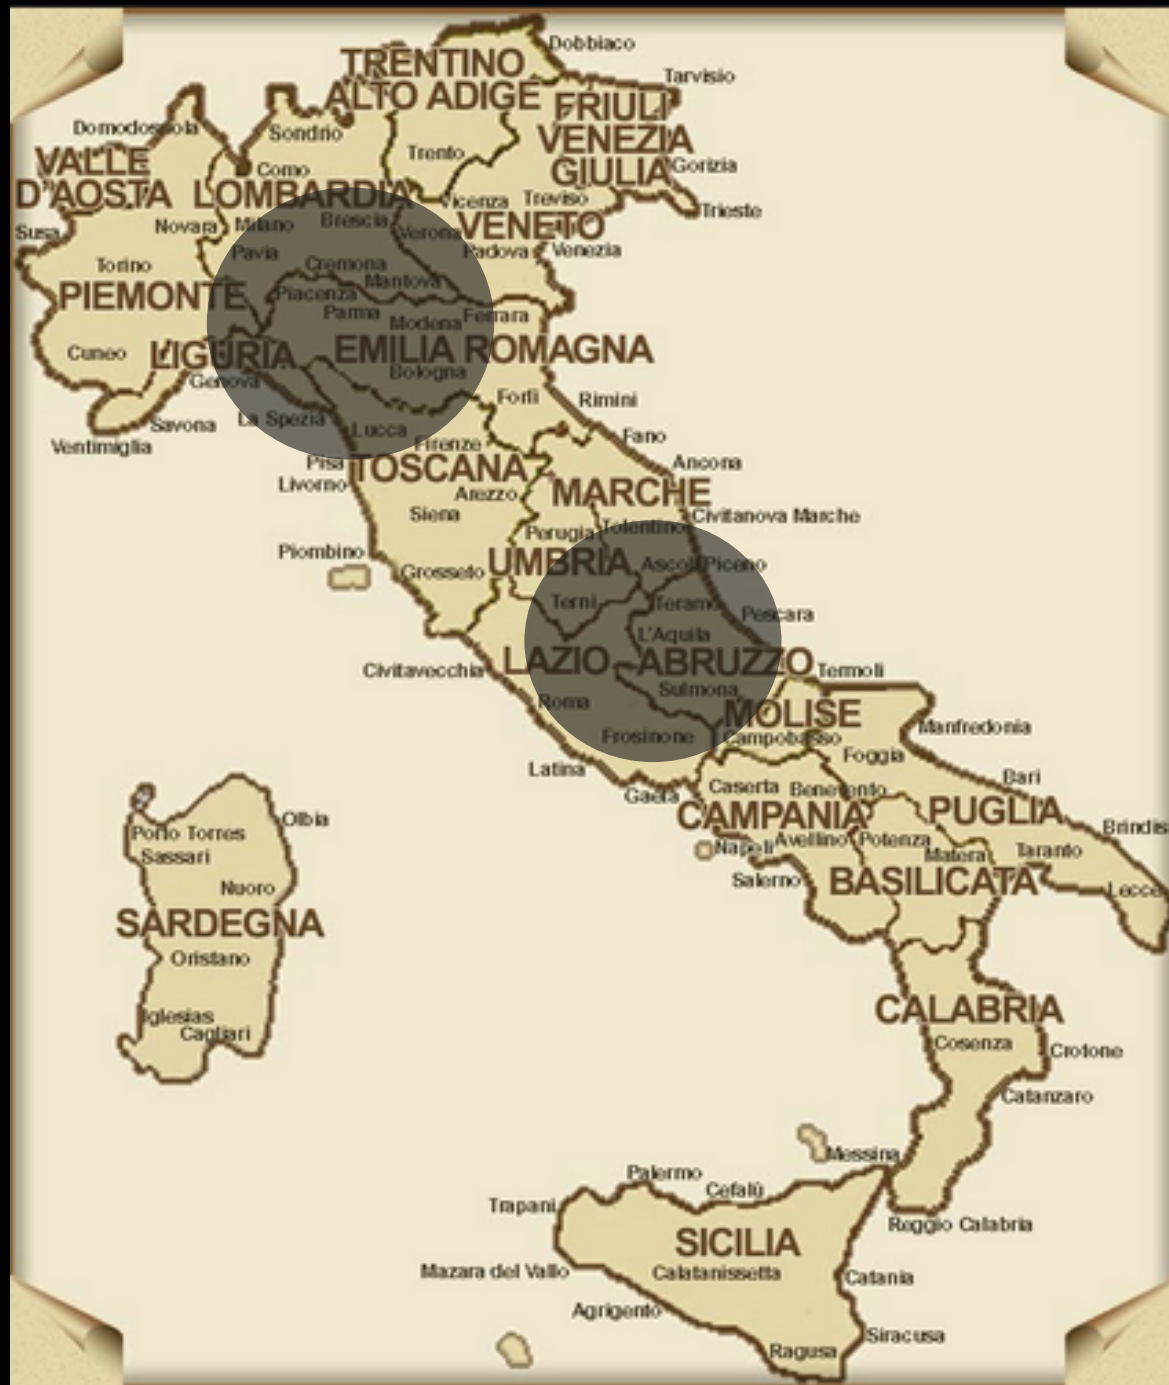 Dobbiaco
TRENTINO
ALTO ADIGE
Tarvisio
FRIULI
VENEZIA
GIULIA
Domodossola
Sondrio
Trento
Gorizia
VALLE
D'AOSTA
Como
LOMBARDIA
Vicenza
Treviso
Trieste
Susa
Novara
Milano
Brescia
Verona
VENETO
Pavia
Padova
Venezia
Torino
Cremona
Mantova
PIEMONTE
Piacenza
Parma
Modena
Ferrara
Cuneo
LIGURIA
EMILIA ROMAGNA
Genova
Bologna
Forlì
Rimini
Savona
La Spezia
Lucca
Firenze
Fano
Ventimiglia
Pisa
TOSCANA
Ancona
Livorno
Arezzo
MARCHE
Siena
Civitanova Marche
Perugia
Tolentino
Piombino
Grosseto
UMBRIA
Ascoli Piceno
Terni
Teramo
Pescara
L'Aquila
Civitavecchia
LAZIO
ABRUZZO
Termoli
Roma
Sulmona
MOLISE
Manfredonia
Frosinone
Campobasso
Foggia
Latina
Bari
Gaeta
Caserta
Benevento
CAMPANIA
PUGLIA
Olbia
Brindis
Porto Torres
Napoli
Avellino
Potenza
Matera
Taranto
Sassari
Salerno
BASILICATA
Lecce
Nuoro
SARDEGNA
Oristano
CALABRIA
Iglesias
Cagliari
Cosenza
Crotone
Catanzaro
Messina
Palermo
Cefalù
Trapani
Reggio Calabria
SICILIA
Mazara del Vallo
Calatanissetta
Catania
Agrigento
Siracusa
Ragusa